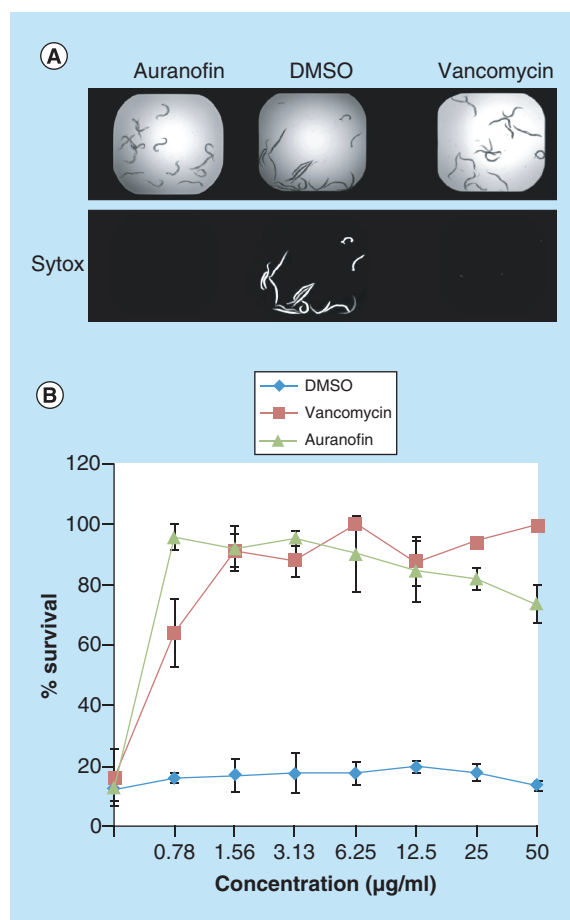 A
Auranofin DMSO Vancomycin
Sytox
B
DMSO
Vancomycin
Auranofin
120
100
80
60
40
20
0
% survival
0.78 1.56 3.13 6.25 12.5 25 50
Concentration (µg/ml)